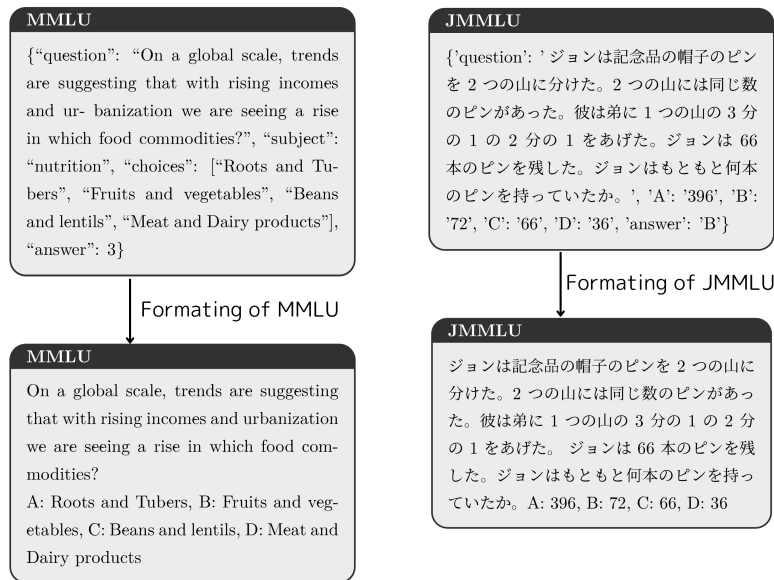 MMLU
{“question”: “On a global scale, trends
are suggesting that with rising incomes
and ur- banization we are seeing a rise
in which food commodities?”, “subject”:
“nutrition”, “choices”: [“Roots and Tu-
bers”, “Fruits and vegetables”, “Beans
and lentils”, “Meat and Dairy products”],
“answer”: 3}
Formating of MMLU
MMLU
On a global scale, trends are suggesting
that with rising incomes and urbanization
we are seeing a rise in which food com-
modities?
A: Roots and Tubers, B: Fruits and veg-
etables, C: Beans and lentils, D: Meat and
Dairy products
JMMLU
{’question’: ’ ジョンは記念品の帽子のピン
を 2 つの山に分けた。2 つの山には同じ数
のピンがあった。彼は弟に 1 つの山の 3 分
の 1 の 2 分の 1 をあげた。ジョンは 66
本のピンを残した。ジョンはもともと何本
のピンを持っていたか。’, ’A’: ’396’, ’B’:
’72’, ’C’: ’66’, ’D’: ’36’, ’answer’: ’B’}
Formating of JMMLU
JMMLU
ジョンは記念品の帽子のピンを 2 つの山に
分けた。2 つの山には同じ数のピンがあっ
た。彼は弟に 1 つの山の 3 分の 1 の 2 分
の 1 をあげた。 ジョンは 66 本のピンを残
した。ジョンはもともと何本のピンを持っ
ていたか。A: 396, B: 72, C: 66, D: 36